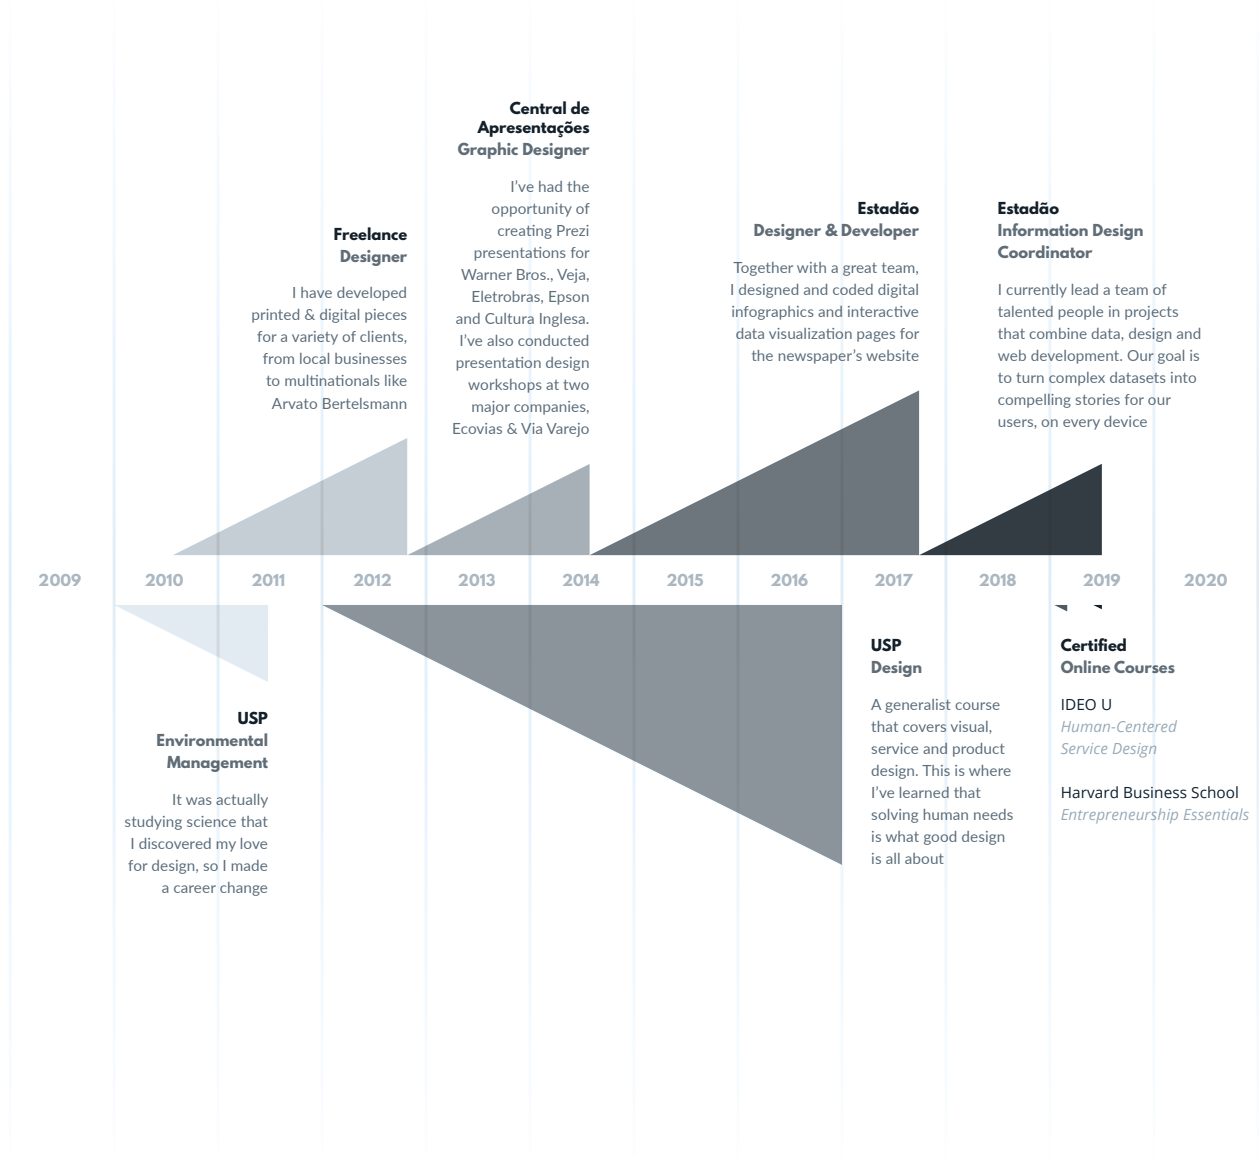 Central de
Apresentações
Graphic Designer
I’ve had the
opportunity of
creating Prezi
presentations for
Warner Bros., Veja,
Eletrobras, Epson
and Cultura Inglesa.
I’ve also conducted
presentation design
workshops at two
major companies,
Ecovias & Via Varejo
Freelance
Designer
I have developed
printed & digital pieces
for a variety of clients,
from local businesses
to multinationals like
Arvato Bertelsmann
Estadão
Designer & Developer
Together with a great team,
I designed and coded digital
infographics and interactive
data visualization pages for
the newspaper’s website
Estadão
Information Design
Coordinator
I currently lead a team of
talented people in projects
that combine data, design and
web development. Our goal is
to turn complex datasets into
compelling stories for our
users, on every device
2009 2010 2011 2012 2013 2014 2015 2016 2017 2018 2019 2020
USP
Environmental
Management
It was actually
studying science that
I discovered my love
for design, so I made
a career change
USP
Design
A generalist course
that covers visual,
service and product
design. This is where
I’ve learned that
solving human needs
is what good design
is all about
Certified
Online Courses
IDEO U
Human-Centered
Service Design
Harvard Business School
Entrepreneurship Essentials